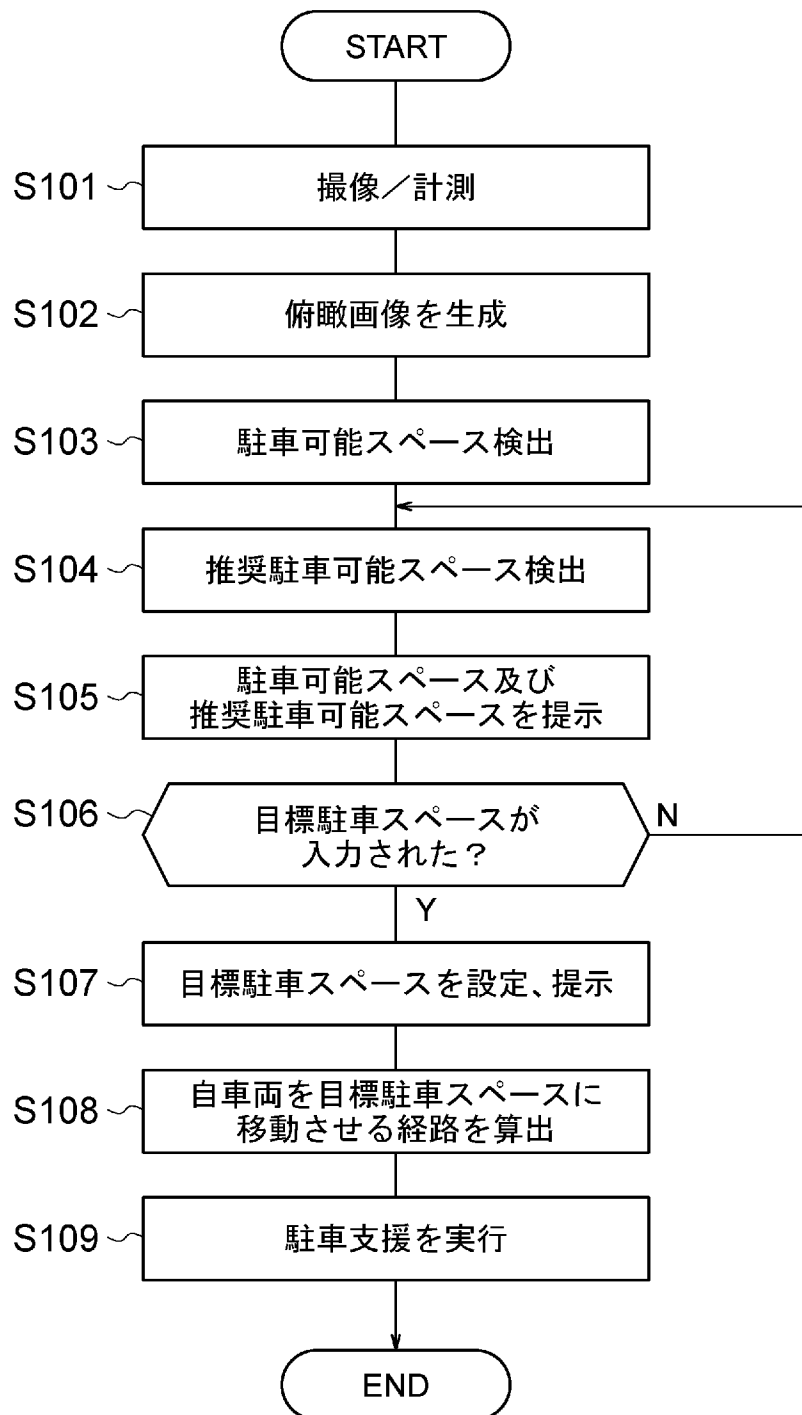 START
S101
撮像／計測
S102
俯瞰画像を生成
S103
駐車可能スペース検出
S104
推奨駐車可能スペース検出
S105
駐車可能スペース及び
推奨駐車可能スペースを提示
S106
目標駐車スペースが
入力された？
N
Y
S107
目標駐車スペースを設定、提示
S108
自車両を目標駐車スペースに
移動させる経路を算出
S109
駐車支援を実行
END